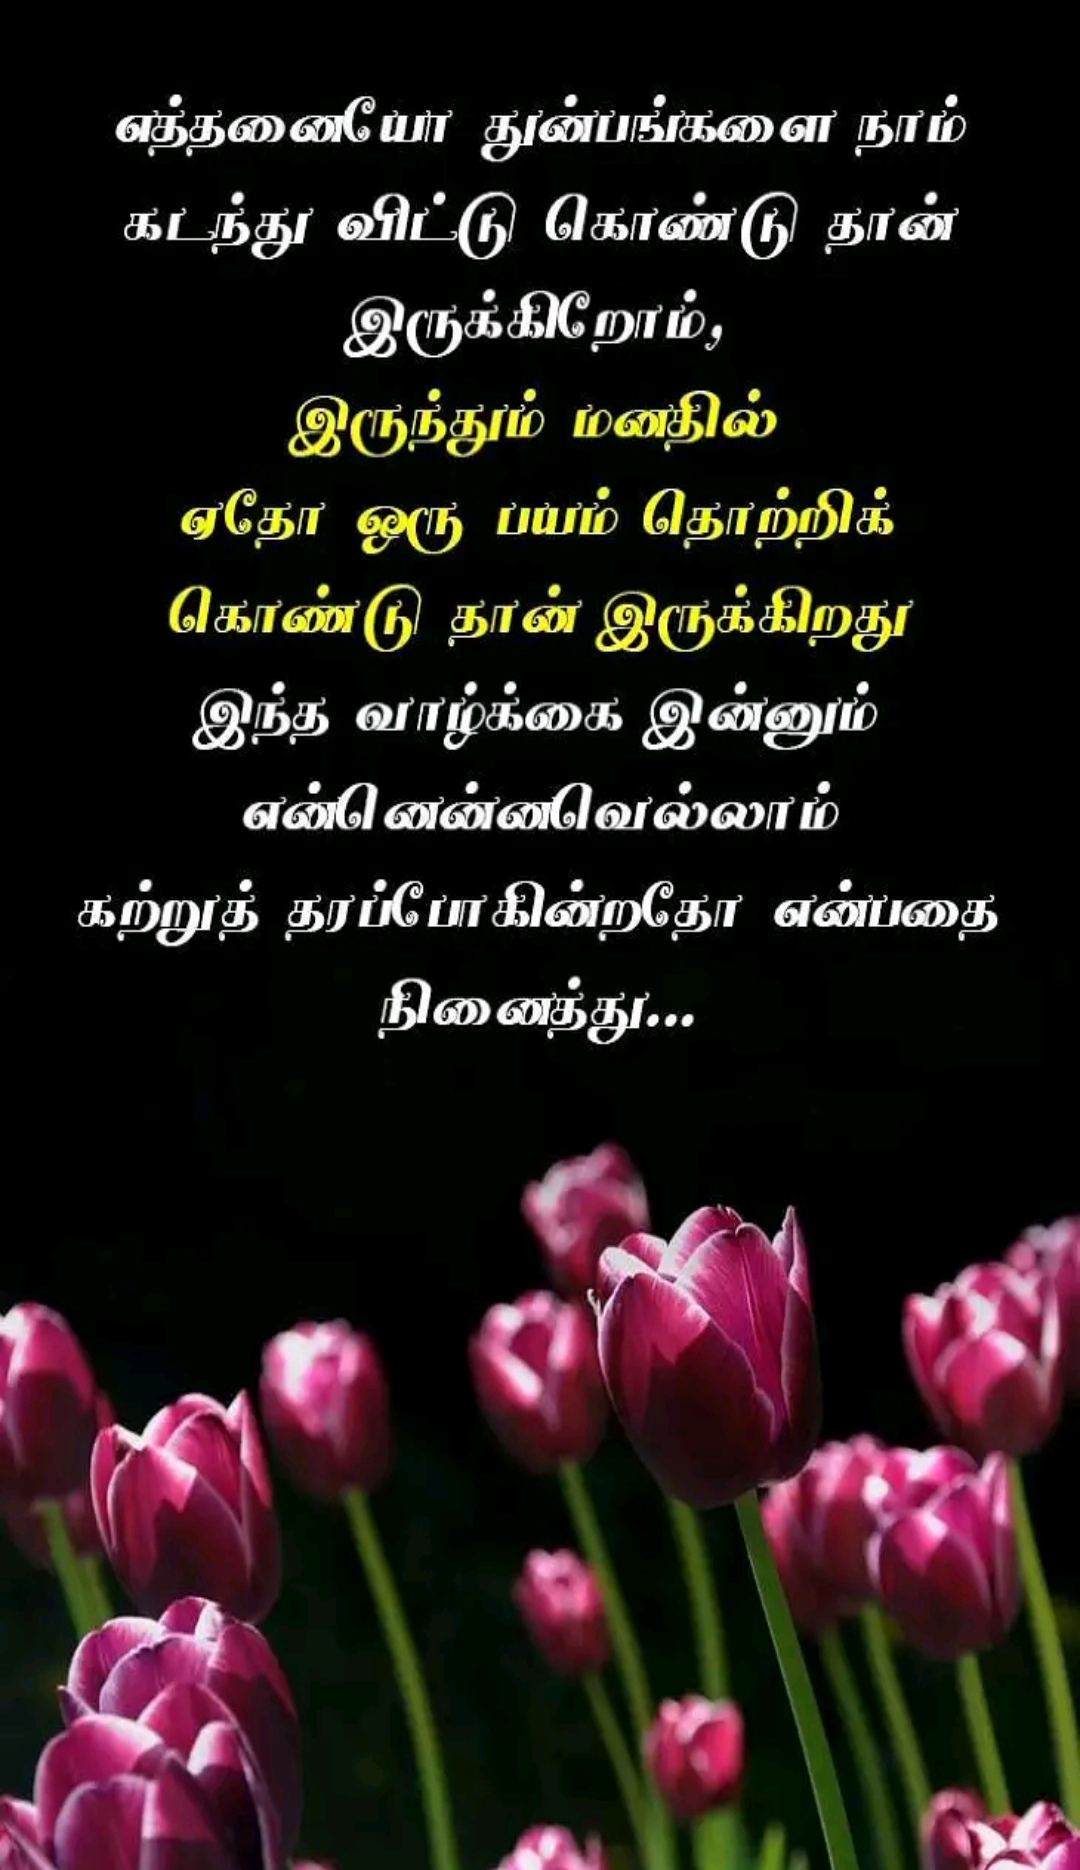 எத்தனையோ துன்பங்களை நாம்
கடந்து விட்டு கொண்டு தான்
இருக்கிறோம்,
இருந்தும் மனதில்
ஏதோ ஒரு பயம் தொற்றிக்
கொண்டு தான் இருக்கிறது
இந்த வாழ்க்கை இன்னும்
என்னென்னவெல்லாம்
கற்றுத் தரப்போகின்றதோ என்பதை
நினைத்து...